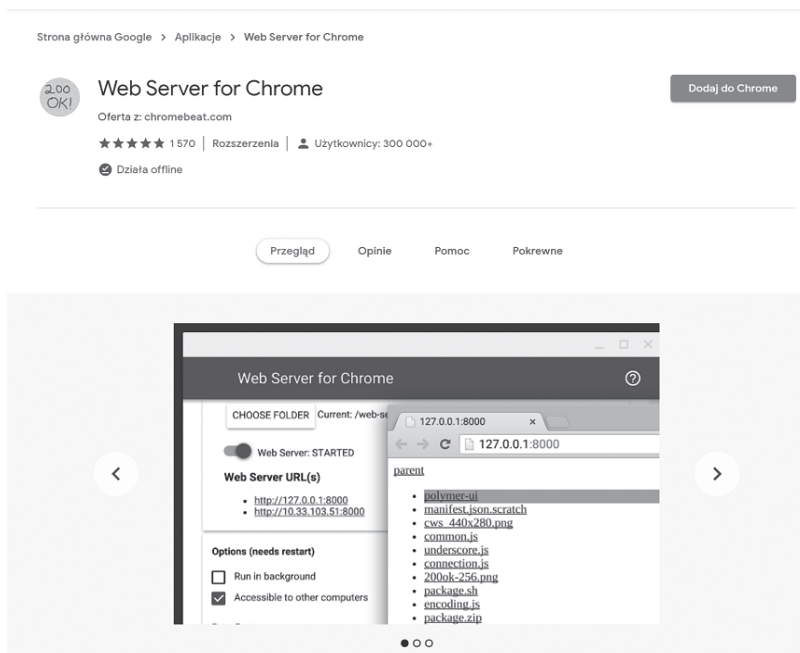 Strona główna Google > Aplikacje > Web Server for Chrome
200 OK!
Web Server for Chrome
Dodaj do Chrome
Oferta z: chromebeat.com
1 570 | Rozszerzenia | Użytkownicy: 300 000+
Działa offline
Przegląd Opinie Pomoc Pokrewne
Web Server for Chrome
CHOOSE FOLDER Current: /web-se
Web Server: STARTED
Web Server URL(s)
http://127.0.0.1:8000
http://10.33.103.51:8000
Options (needs restart)
Run in background
Accessible to other computers
127.0.0.1:8000
127.0.0.1:8000
parent
polymer-ui
manifest.json.scratch
cws_440x280.png
common.js
underscore.js
connection.js
200ok-256.png
package.sh
encoding.js
package.zip